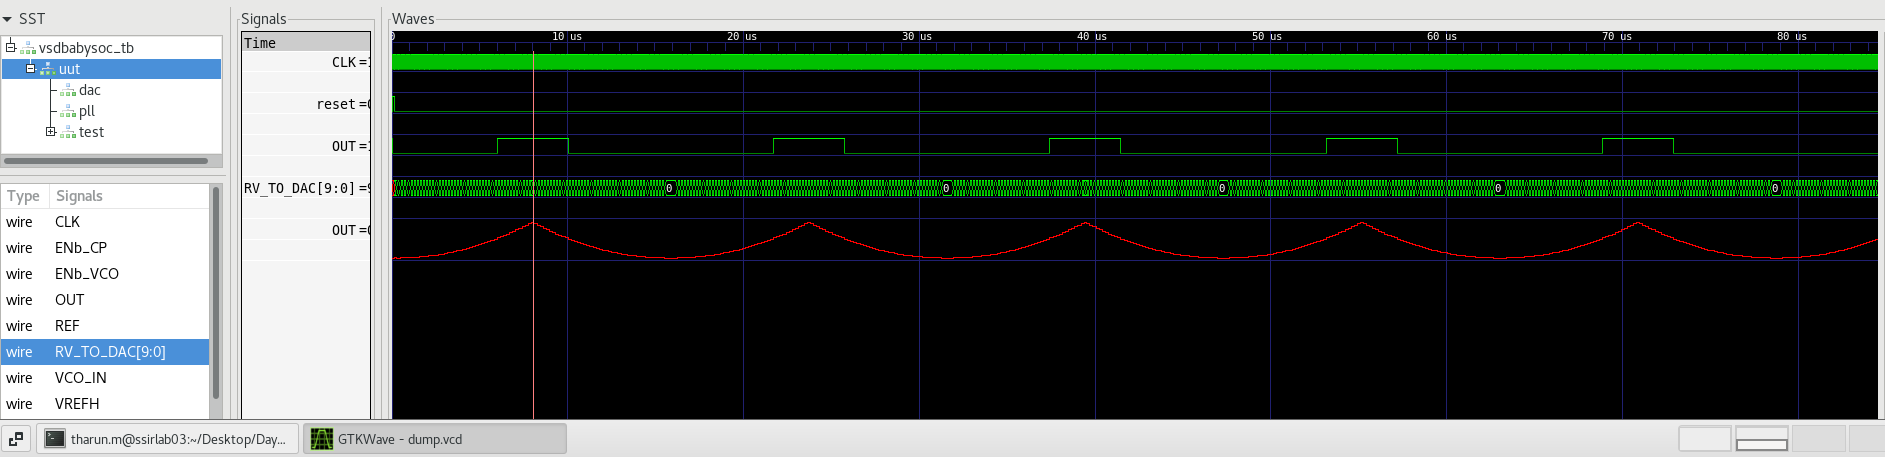 SST
Signals
Waves
vsdbabysoc_tb
uut
dac
pll
test
Type Signals
wire CLK
wire ENb_CP
wire ENb_VCO
wire OUT
wire REF
wire RV_TO_DAC[9:0]
wire VCO_IN
wire VREFH
Time
CLK =1
reset =0
OUT =1
RV_TO_DAC[9:0] =9
OUT =0
0 10 us 20 us 30 us 40 us 50 us 60 us 70 us 80 us
0 0 0 0 0
tharun.m@ssirlab03:~/Desktop/Day...
GTKWave - dump.vcd